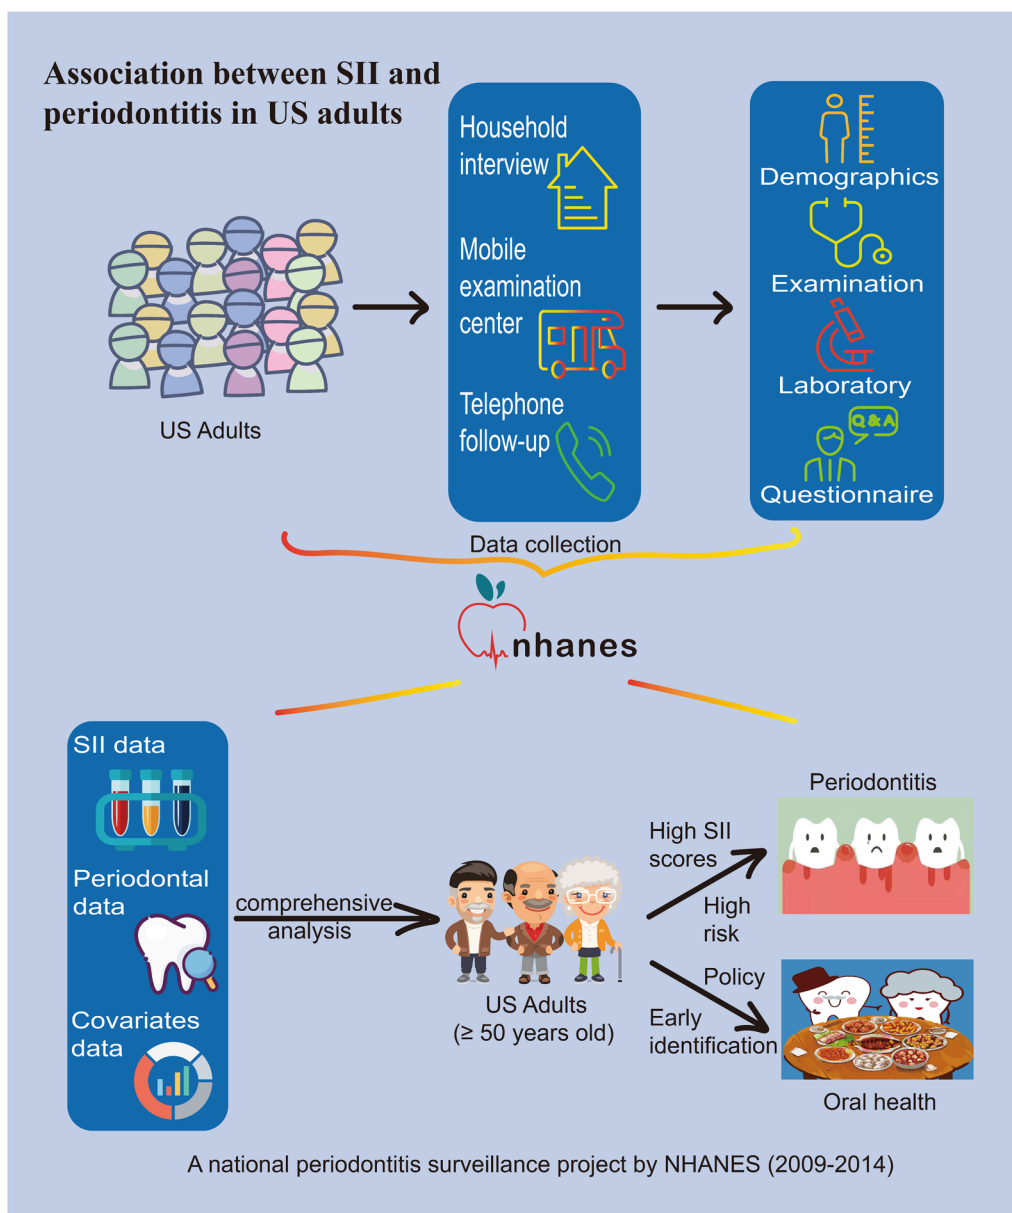 Association between SII and
periodontitis in US adults
US Adults
Household
interview
Mobile
examination
center
Telephone
follow-up
Demographics
Examination
Laboratory
Q & A
Questionnaire
Data collection
nhanes
SII data
Periodontal
data
Covariates
data
comprehensive
analysis
US Adults
(≥ 50 years old)
High SII
scores
High
risk
Policy
Early
identification
Periodontitis
Oral health
A national periodontitis surveillance project by NHANES (2009-2014)